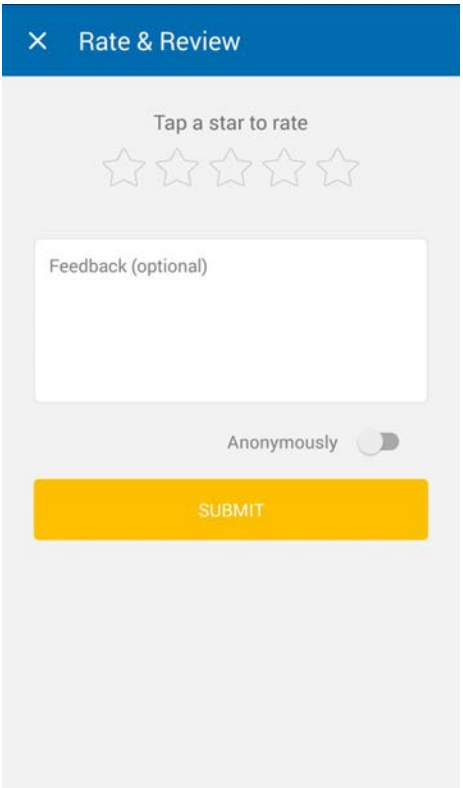 Rate & Review
Tap a star to rate
Feedback (optional)
Anonymously
SUBMIT